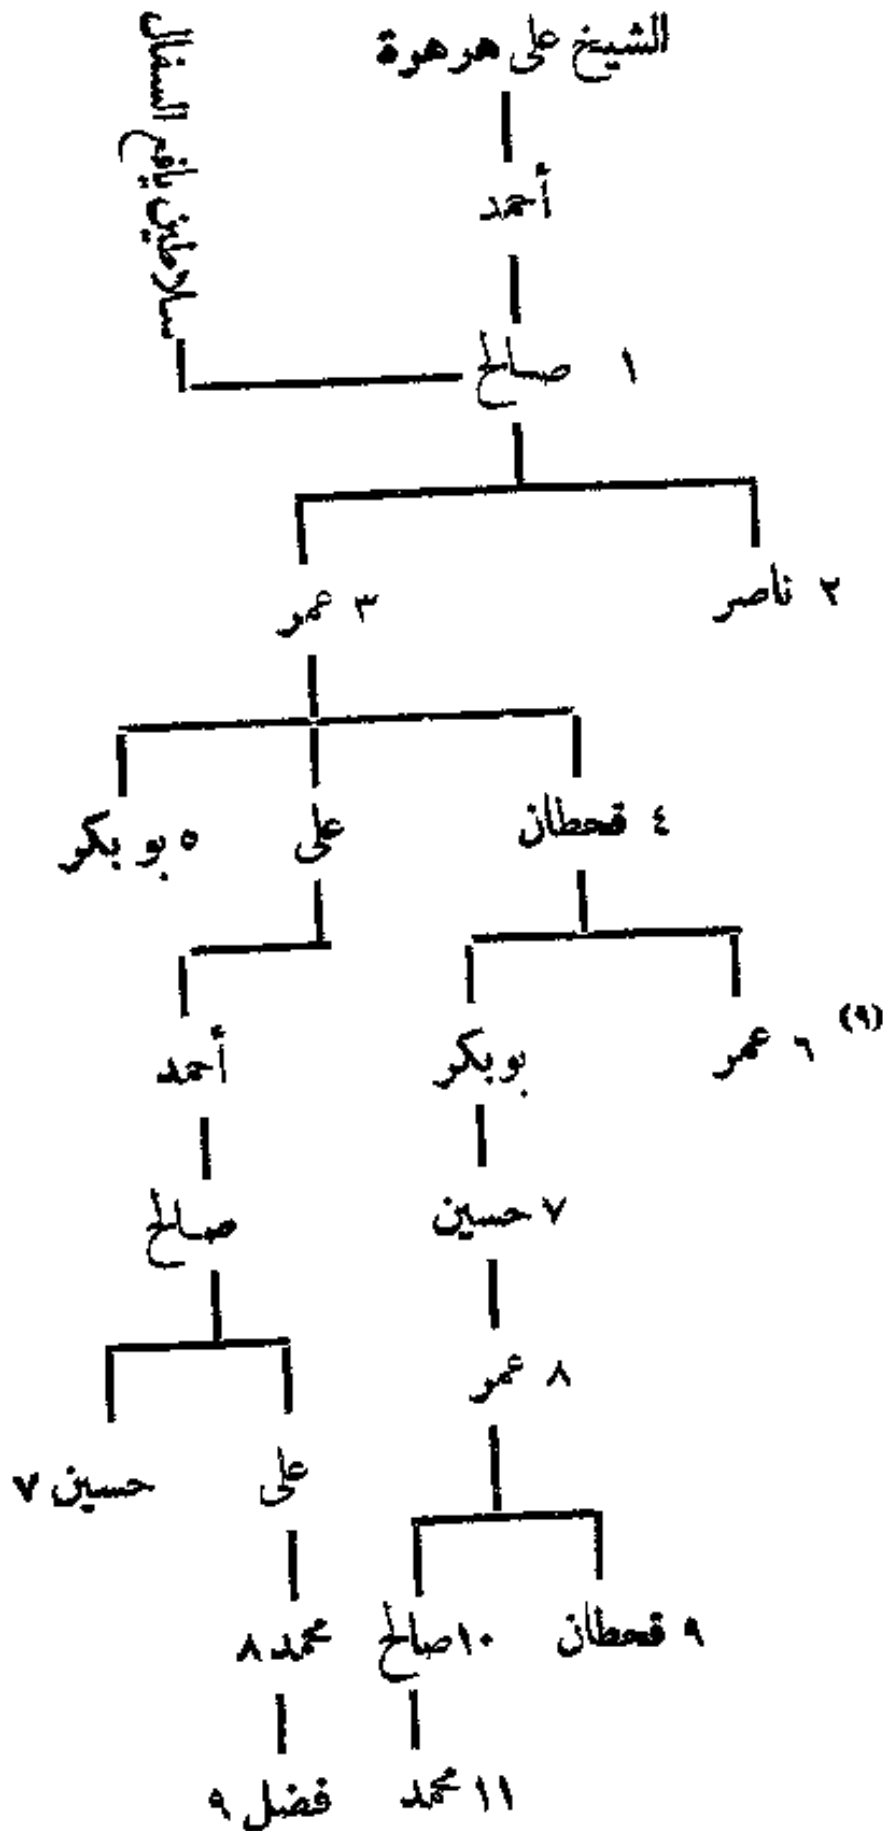 الشيخ على هرهرة
سلاطين يافع السفال
أحمد
١ صالح
٢ ناصر
٣ عمر
٤ قحطان
على
٥ بو بكر
(٩)
٦ عمر
بوبكر
أحمد
٧ حسين
صالح
٨ عمر
على
حسين ٧
٩ قحطان
١٠ صالح
محمد ٨
١١ محمد
فضل ٩